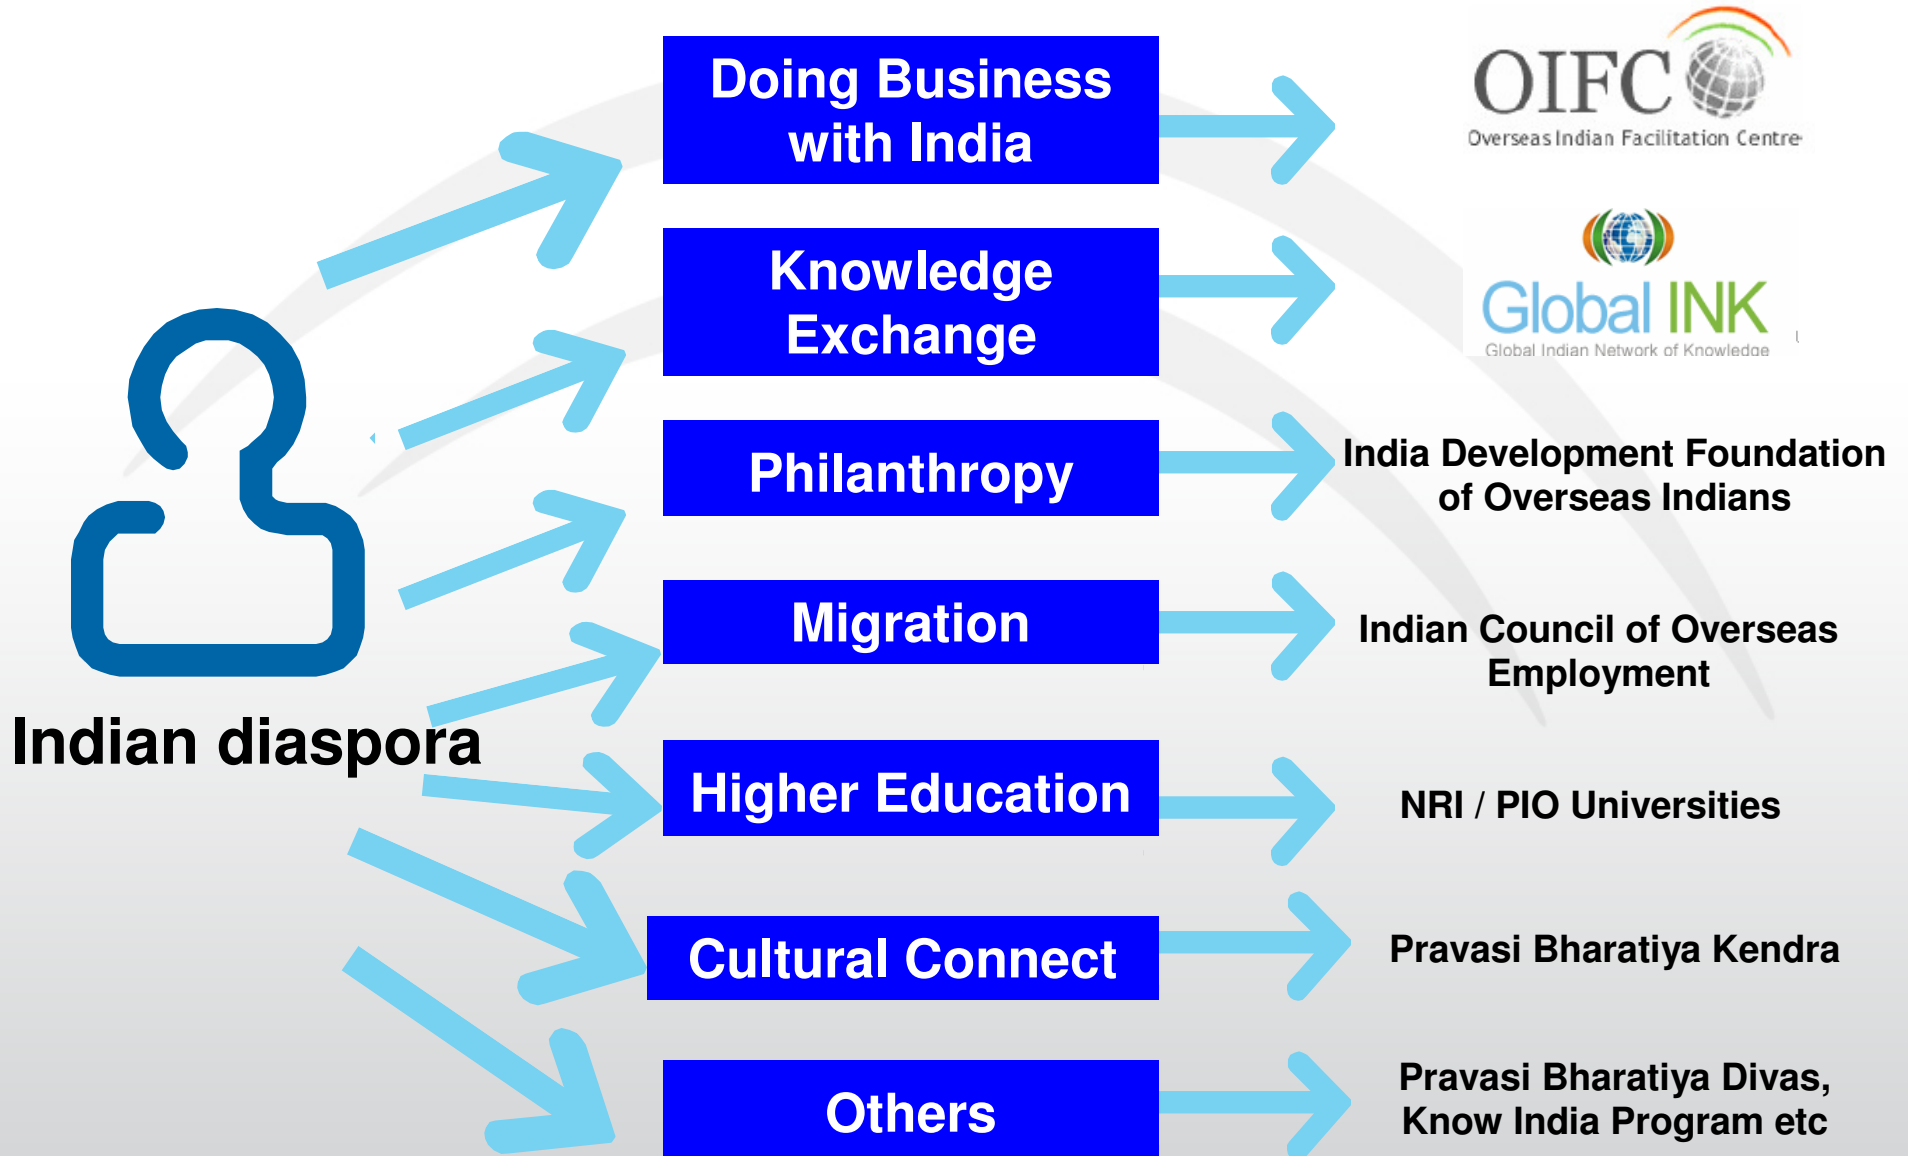 Doing Business
with India
OIFC
Overseas Indian Facilitation Centre
Knowledge
Exchange
Global INK
Global Indian Network of Knowledge
Philanthropy
India Development Foundation
of Overseas Indians
Migration
Indian Council of Overseas
Employment
Indian diaspora
Higher Education
NRI / PIO Universities
Cultural Connect
Pravasi Bharatiya Kendra
Others
Pravasi Bharatiya Divas,
Know India Program etc